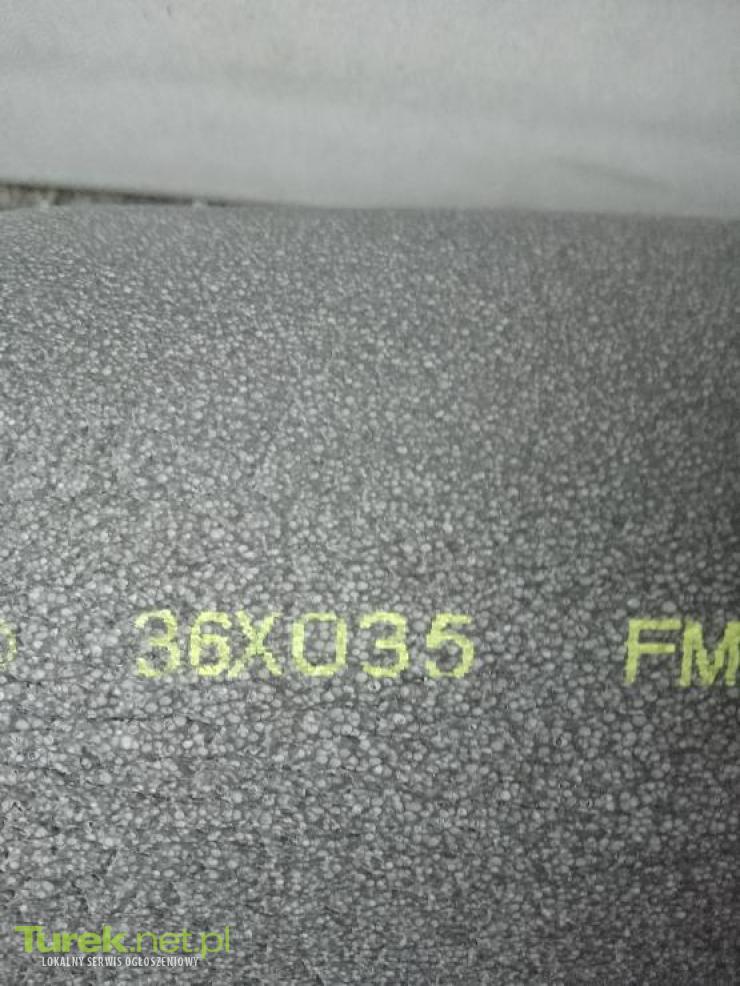 36X035 FM
Turek.net.pl
LOKALNY SERWIS OGŁOSZENIOWY